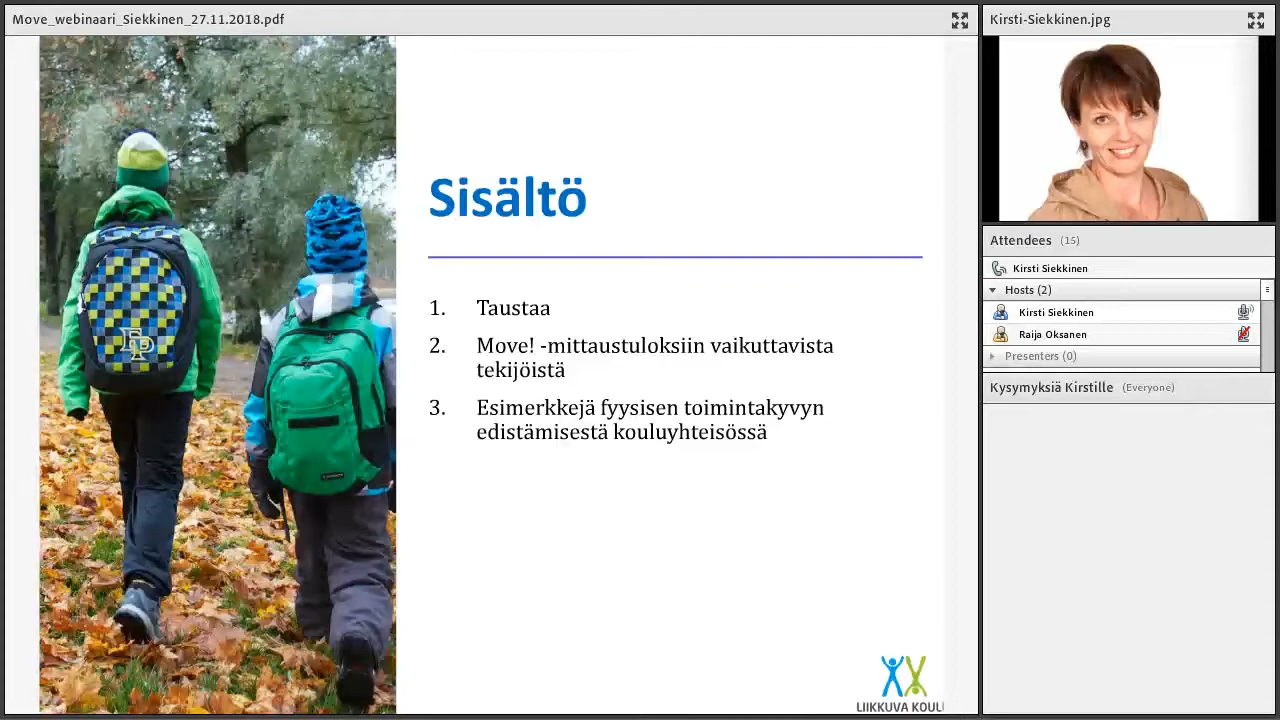 Move_webinaari_Siekkinen_27.11.2018.pdf
Sisältö
1. Taustaa
2. Move! -mittaustuloksiin vaikuttavista
tekijöistä
3. Esimerkkejä fyysisen toimintakyvyn
edistämisestä kouluyhteisössä
LIIKKUVA KOULU
Kirsti-Siekkinen.jpg
Attendees (15)
Kirsti Siekkinen
Hosts (2)
Kirsti Siekkinen
Raija Oksanen
Presenters (0)
Kysymyksiä Kirstille (Everyone)